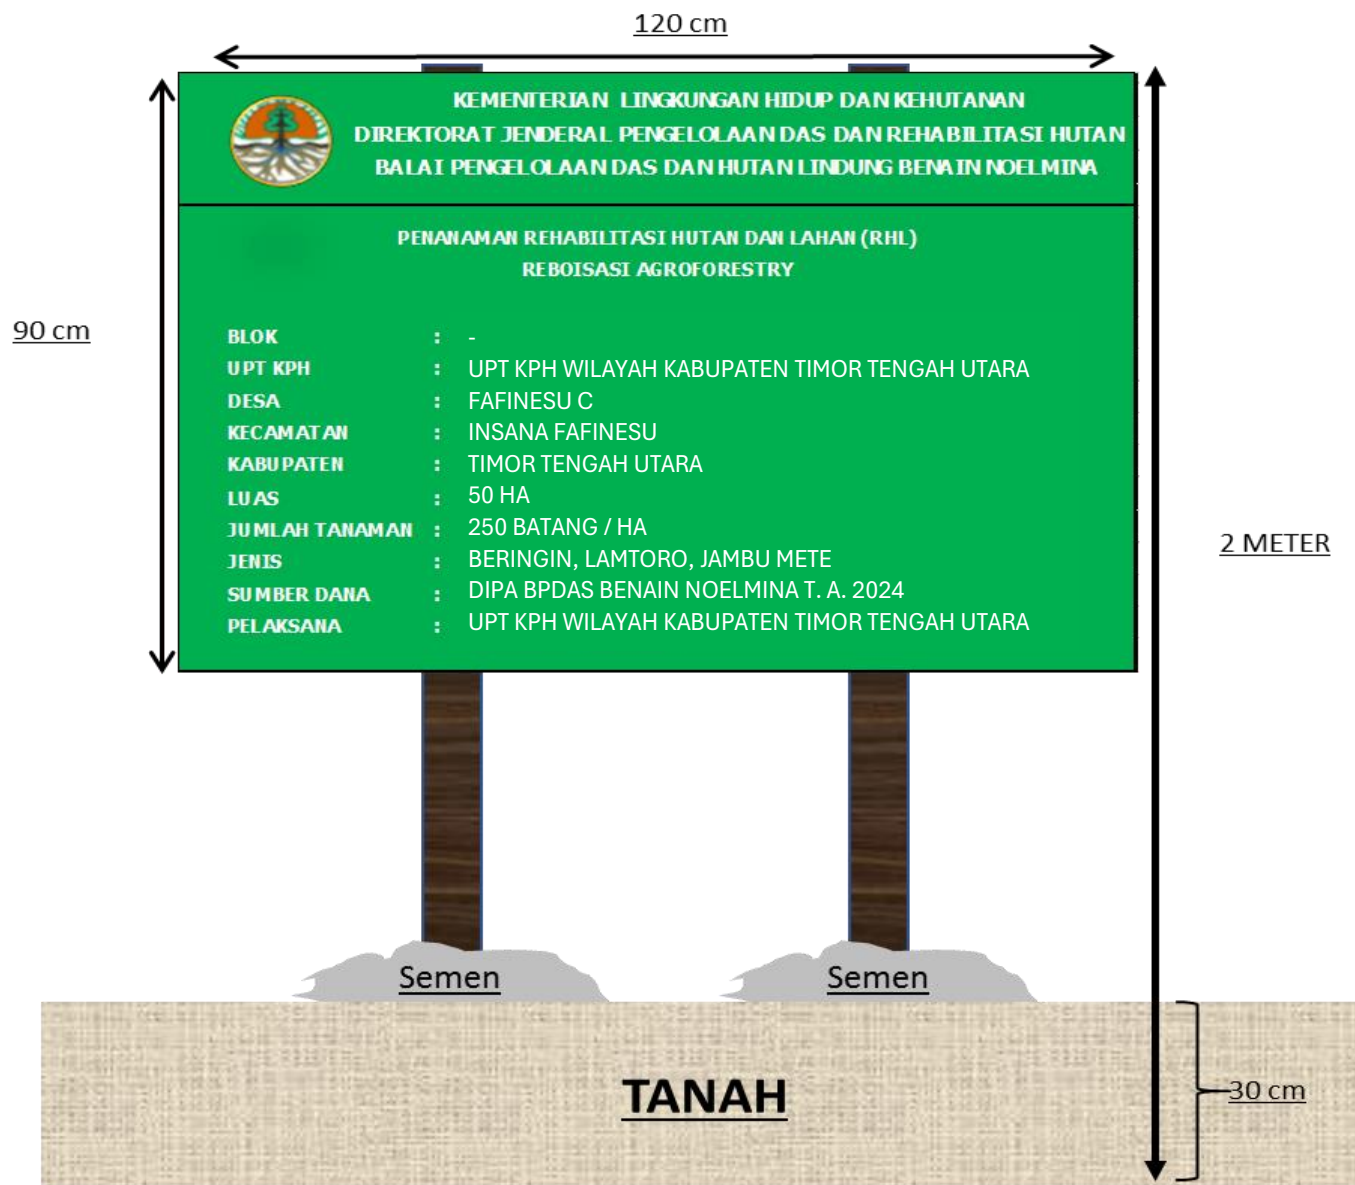 120 cm
KEMENTERIAN LINGKUNGAN HIDUP DAN KEHUTANAN
DIREKTORAT JENDERAL PENGELOLAAN DAS DAN REHABILITASI HUTAN
BALAI PENGELOLAAN DAS DAN HUTAN LINDUNG BENAIN NOELMINA
PENANAMAN REHABILITASI HUTAN DAN LAHAN (RHL)
REBOISASI AGROFORESTRY
90 cm
BLOK : -
UPT KPH : UPT KPH WILAYAH KABUPATEN TIMOR TENGAH UTARA
DESA : FAFINESU C
KECAMATAN : INSANA FAFINESU
KABUPATEN : TIMOR TENGAH UTARA
LUAS : 50 HA
JUMLAH TANAMAN : 250 BATANG / HA
JENIS : BERINGIN, LAMTORO, JAMBU METE
SUMBER DANA : DIPA BPDAS BENAIN NOELMINA T. A. 2024
PELAKSANA : UPT KPH WILAYAH KABUPATEN TIMOR TENGAH UTARA
2 METER
Semen Semen
TANAH
30 cm